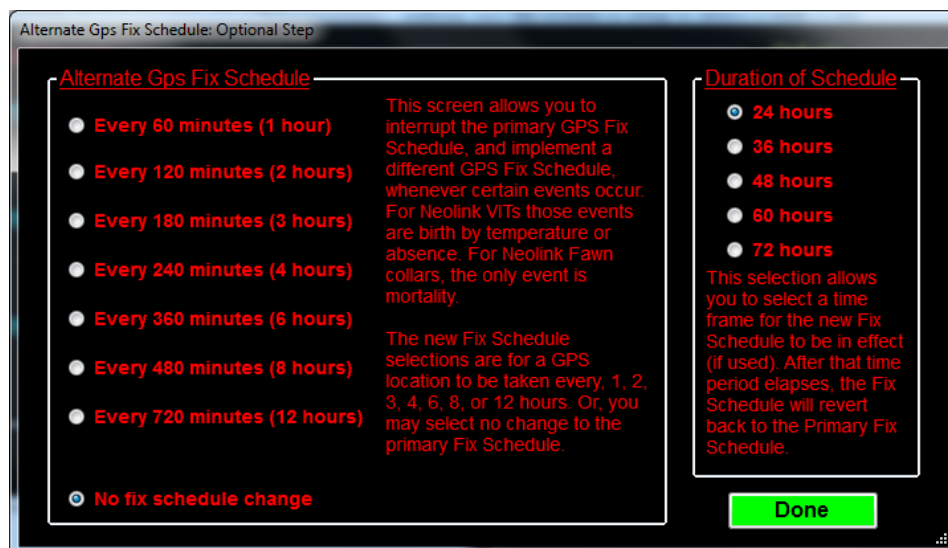 Alternate Gps Fix Schedule: Optional Step
Alternate Gps Fix Schedule
Every 60 minutes (1 hour)
Every 120 minutes (2 hours)
Every 180 minutes (3 hours)
Every 240 minutes (4 hours)
Every 360 minutes (6 hours)
Every 480 minutes (8 hours)
Every 720 minutes (12 hours)
No fix schedule change
This screen allows you to
interrupt the primary GPS Fix
Schedule, and implement a
different GPS Fix Schedule,
whenever certain events occur.
For Neolink VITs those events
are birth by temperature or
absence. For Neolink Fawn
collars, the only event is
mortality.
The new Fix Schedule
selections are for a GPS
location to be taken every, 1, 2,
3, 4, 6, 8, or 12 hours. Or, you
may select no change to the
primary Fix Schedule.
Duration of Schedule
24 hours
36 hours
48 hours
60 hours
72 hours
This selection allows
you to select a time
frame for the new Fix
Schedule to be in effect
(if used). After that time
period elapses, the Fix
Schedule will revert
back to the Primary Fix
Schedule.
Done